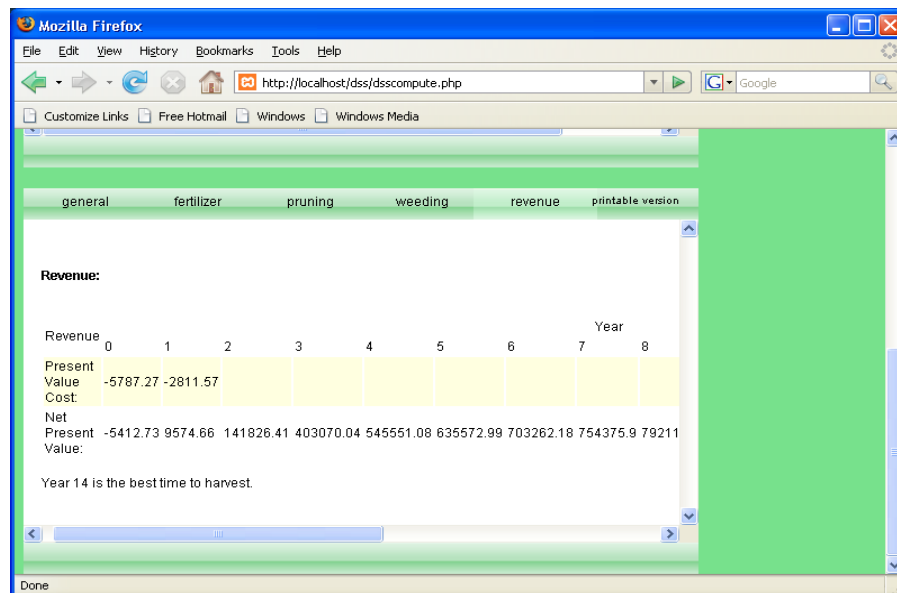 Mozilla Firefox
File Edit View History Bookmarks Tools Help
http://localhost/dss/dsscompute.php
G Google
Customize Links Free Hotmail Windows Windows Media
general fertilizer pruning weeding revenue printable version
Revenue:
Year
Revenue
0 1 2 3 4 5 6 7 8
Present
Value -5787.27 -2811.57
Cost:
Net
Present -5412.73 9574.66 141826.41 403070.04 545551.08 635572.99 703262.18 754375.9 79211
Value:
Year 14 is the best time to harvest.
Done